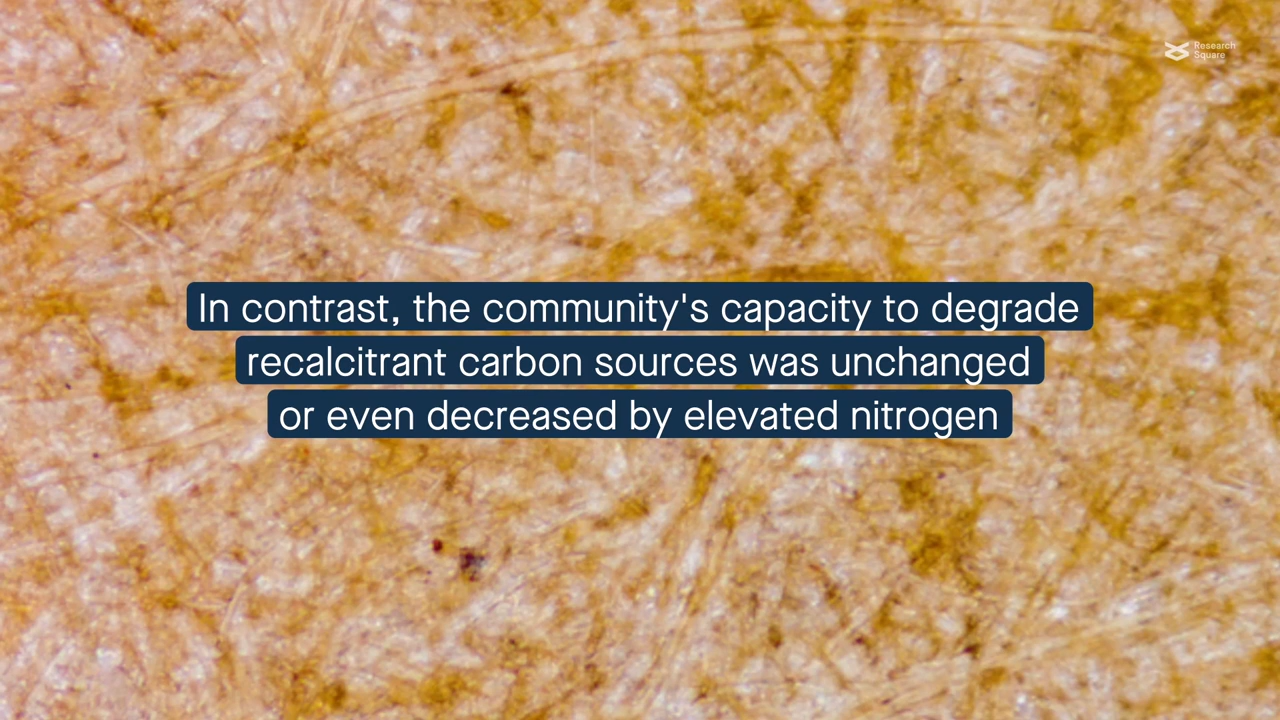 Research
Square
In contrast, the community's capacity to degrade
recalcitrant carbon sources was unchanged
or even decreased by elevated nitrogen